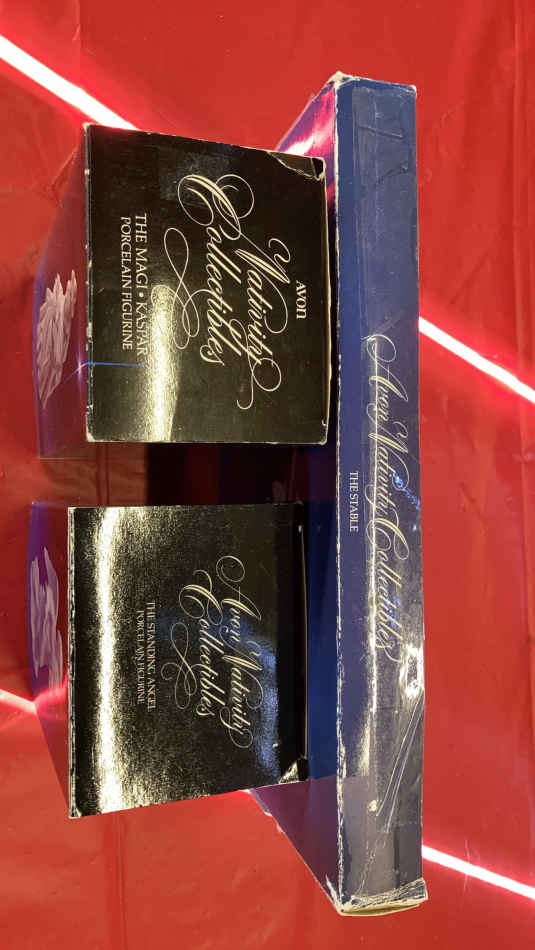 Avon Nativity Collectibles
THE STABLE
AVON
Nativity
Collectibles
THE MAGI • KASPAR
PORCELAIN FIGURINE
Avon Nativity
Collectibles
THE STANDING ANGEL
PORCELAIN FIGURINE